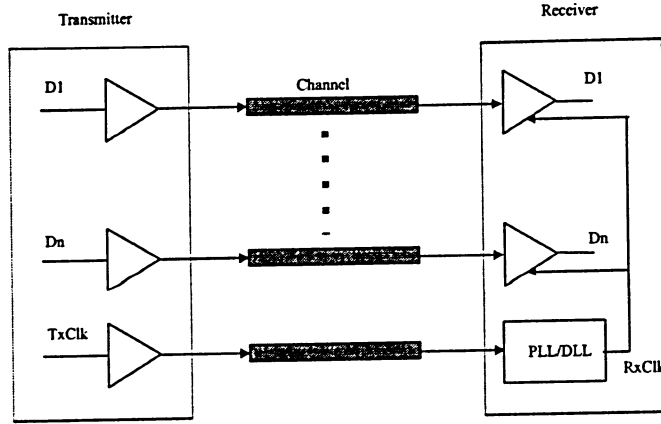 Transmitter
Receiver
D1
Channel
D1
Dn
Dn
TxClk
PLL/DLL
RxClk